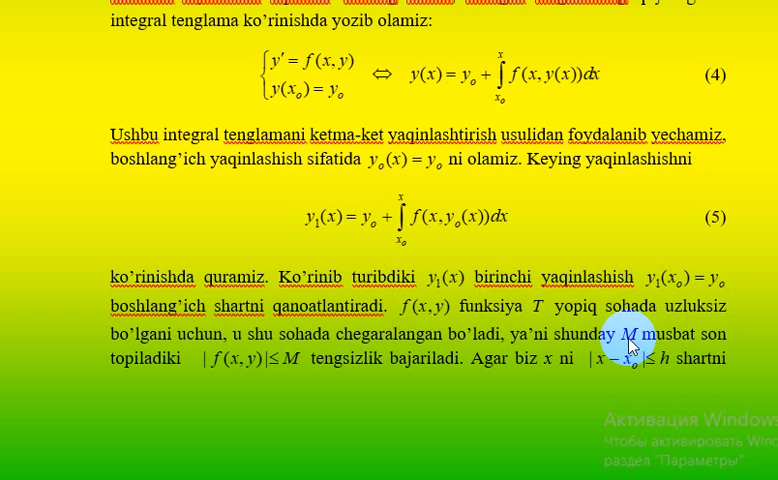 integral tenglama ko’rinishda yozib olamiz:
{ y′ = f(x, y)
y(x₀) = y₀ ⇔ y(x) = y₀ + ∫ₓ₀ˣ f(x, y(x))dx (4)
Ushbu integral tenglamani ketma-ket yaqinlashtirish usulidan foydalanib yechamiz,
boshlang’ich yaqinlashish sifatida y₀(x) = y₀ ni olamiz. Keying yaqinlashishni
y₁(x) = y₀ + ∫ₓ₀ˣ f(x, y₀(x))dx (5)
ko’rinishda quramiz. Ko’rinib turibdiki y₁(x) birinchi yaqinlashish y₁(x₀) = y₀
boshlang’ich shartni qanoatlantiradi. f(x, y) funksiya T yopiq sohada uzluksiz
bo’lgani uchun, u shu sohada chegaralangan bo’ladi, ya’ni shunday M musbat son
topiladiki | f(x, y)| ≤ M tengsizlik bajariladi. Agar biz x ni | x − x₀ | ≤ h shartni
Активация Windows
Чтобы активировать Wind
раздел "Параметры"